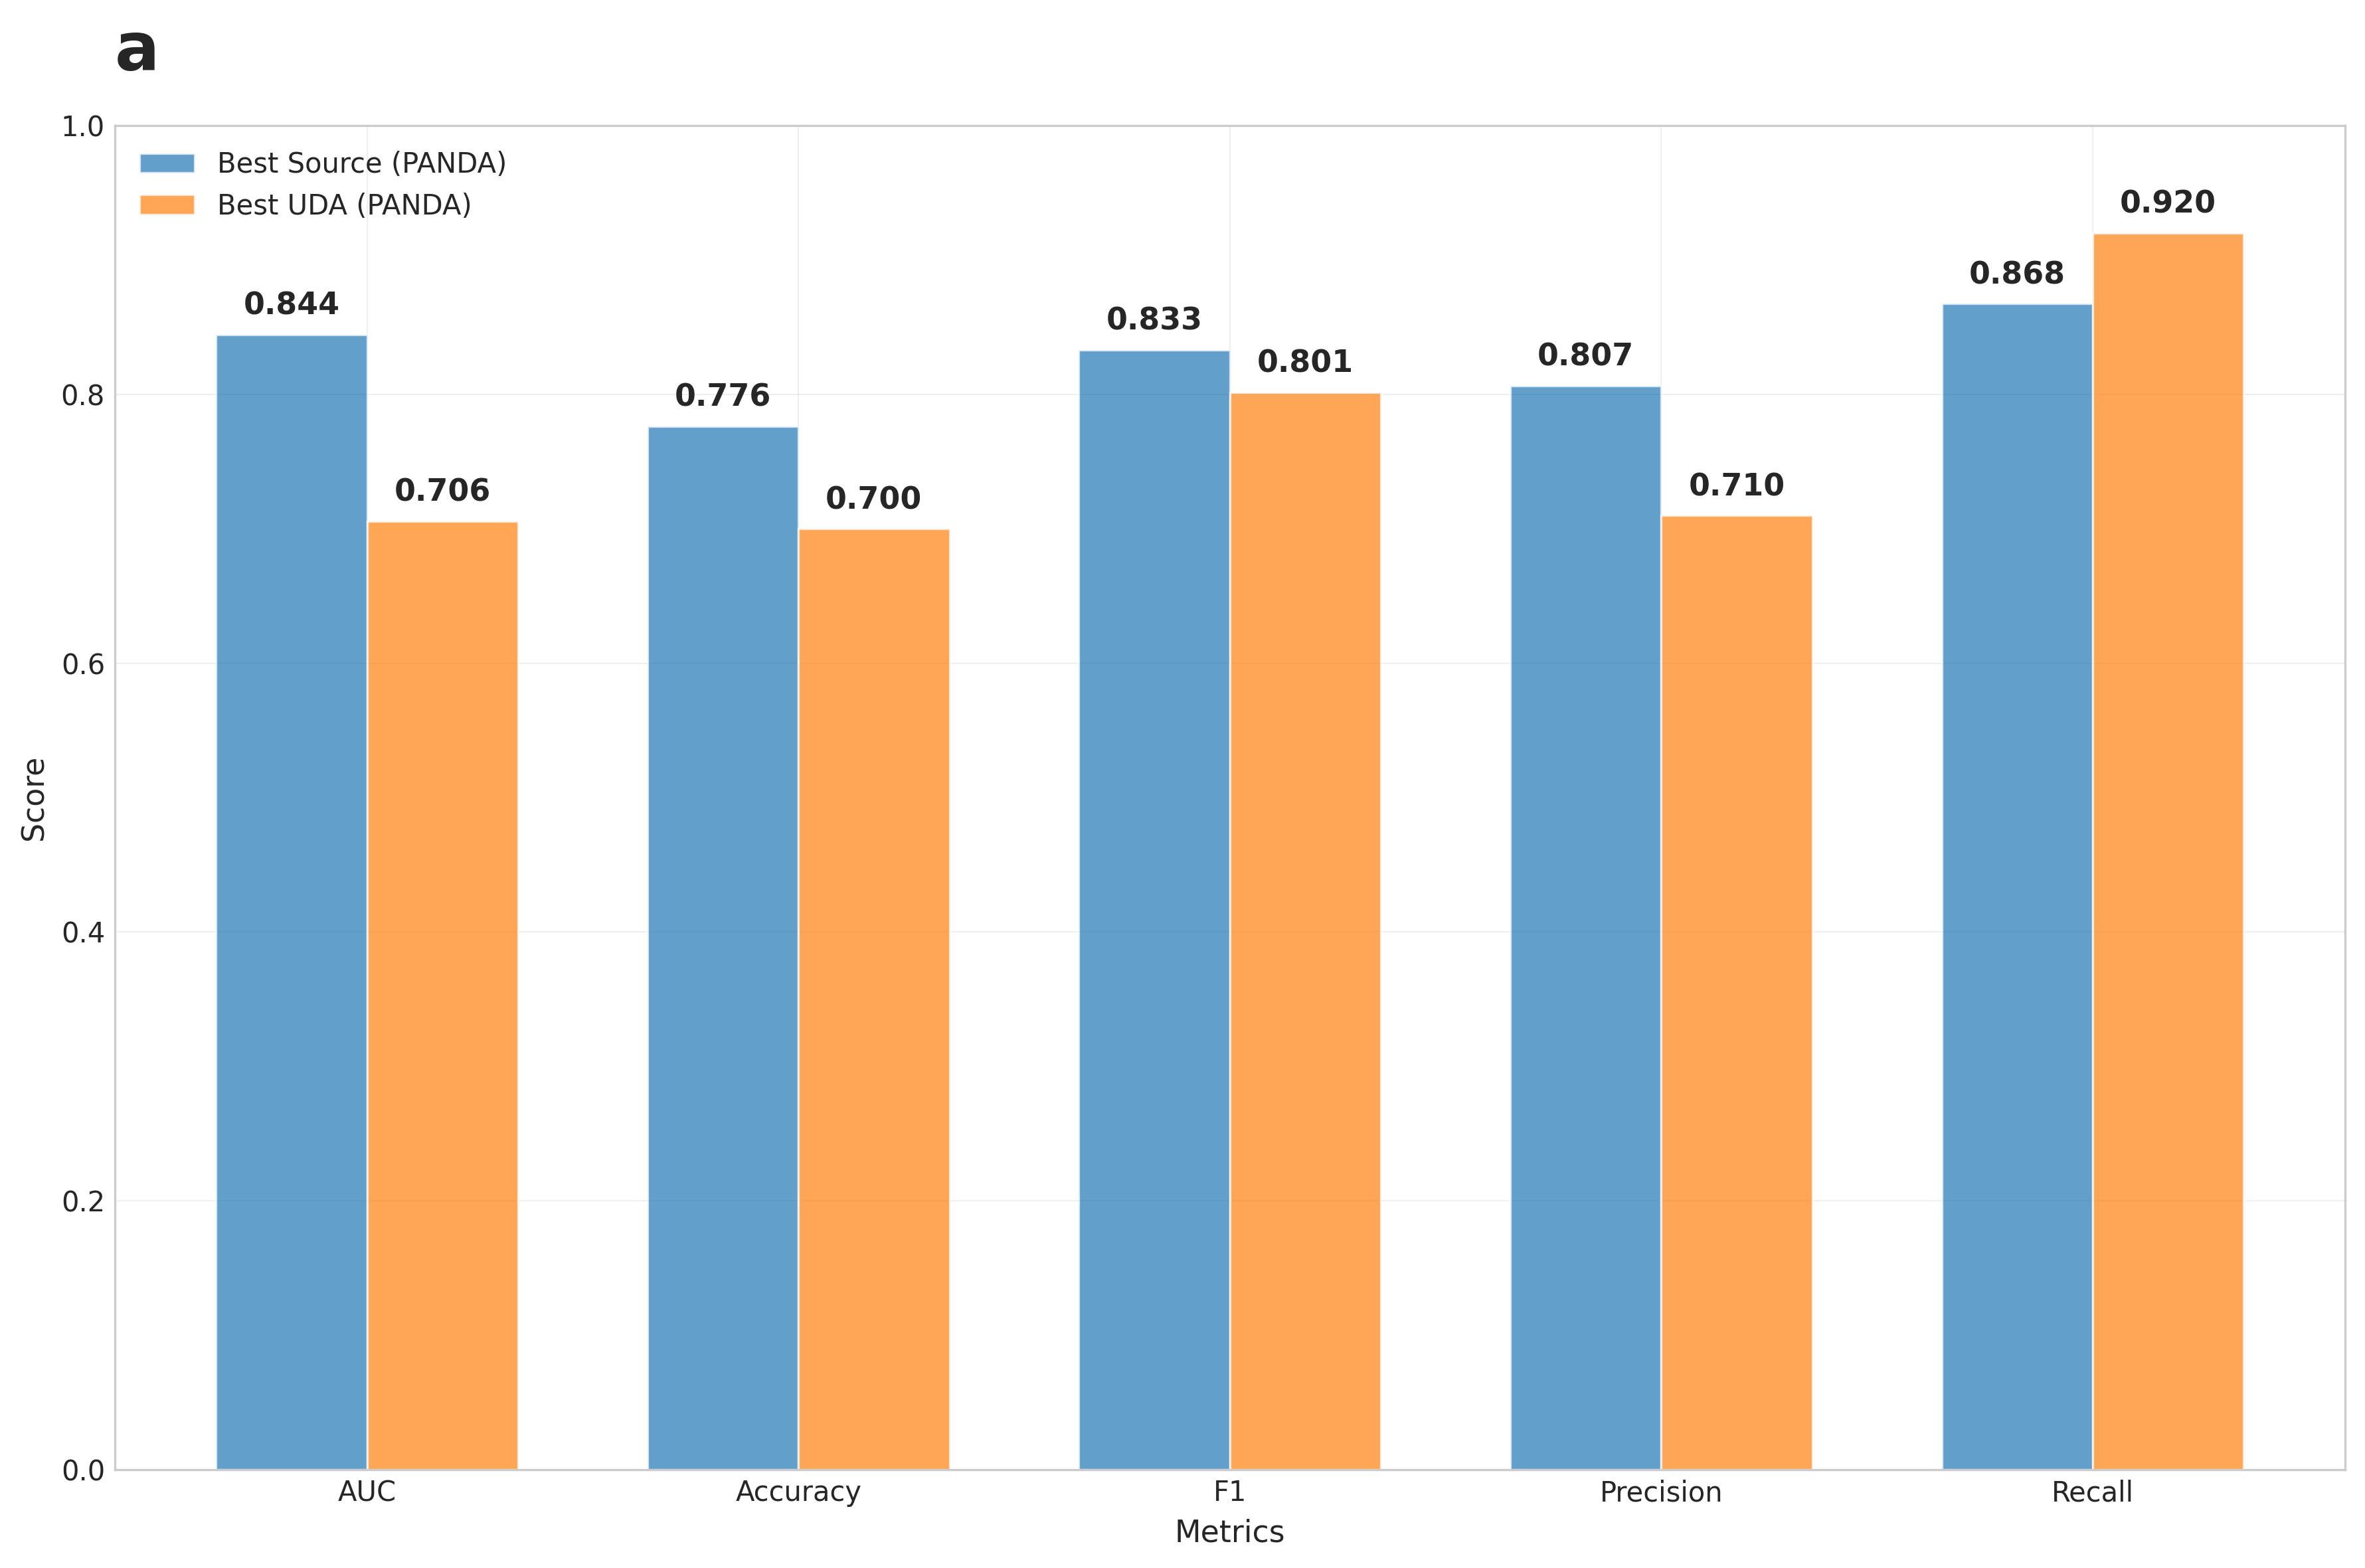 a
1.0
0.8
0.6
0.4
0.2
0.0
Score
Best Source (PANDA)
Best UDA (PANDA)
0.844
0.706
0.776
0.700
0.833
0.801
0.807
0.710
0.868
0.920
AUC
Accuracy
F1
Precision
Recall
Metrics